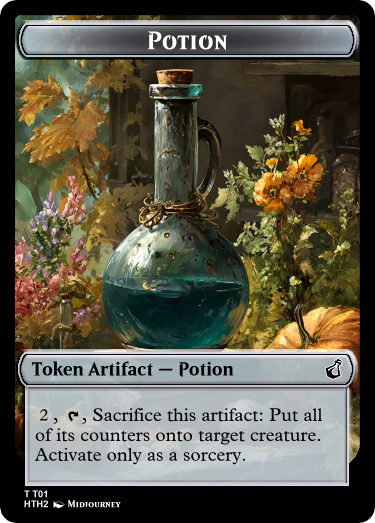 Potion
Token Artifact — Potion
2 , , Sacrifice this artifact: Put all
of its counters onto target creature.
Activate only as a sorcery.
T T01
HTH2 Midjourney